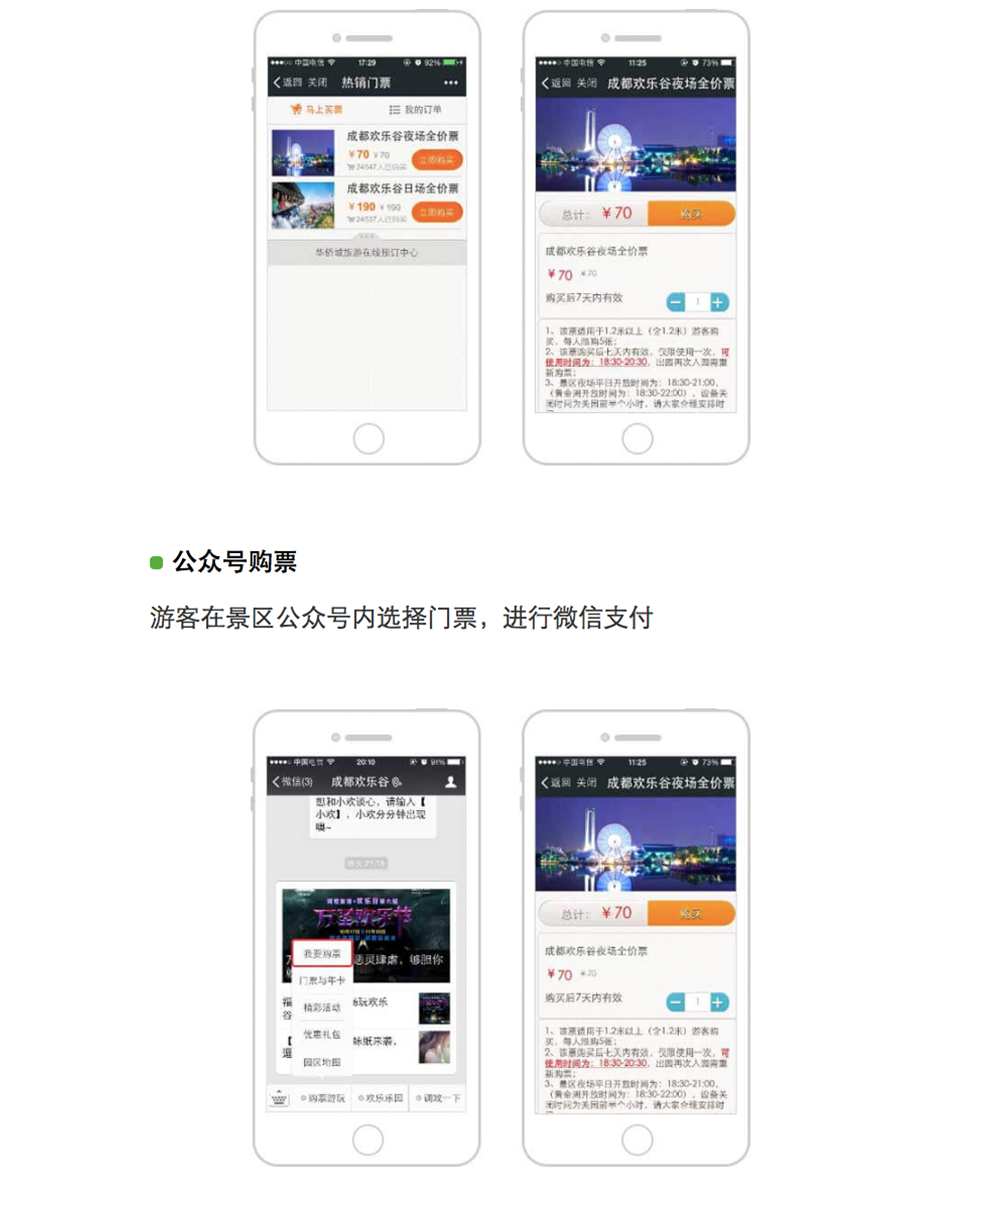 中国电信 17:29 92%
返回 关闭 热销门票
马上买票 我的订单
成都欢乐谷夜场全价票
¥70 ¥70
24547人已购买 立即购买
成都欢乐谷日场全价票
¥190 ¥190
24537人已购买 立即购买
华侨城旅游在线预订中心
中国电信 11:25 73%
返回 关闭 成都欢乐谷夜场全价票
总计: ¥70 购买
成都欢乐谷夜场全价票
¥70 ¥70
购买后7天内有效 1
1、该票适用于1.2米以上（含1.2米）游客购
买，每人限购5张；
2、该票购买后七天内有效，仅限使用一次，可
使用时间为：18:30-20:30，出园再次入园需重
新购票；
3、景区夜场平日开放时间为：18:30-21:00，
（黄金周开放时间为：18:30-22:00），设备关
闭时间为关园前半个小时，请大家合理安排时
公众号购票
游客在景区公众号内选择门票，进行微信支付
中国电信 20:10 91%
微信(3) 成都欢乐谷
想和小欢谈心，请输入【
小欢】，小欢分分钟出现
噢~
昨天 21:18
万圣欢乐节
恶灵肆虐，够胆你
我要购票
门票与年卡
精彩活动
优惠礼包
园区地图
福
玩欢乐
谷
妹纸来袭，
购票游玩 欢乐乐园 调戏一下
中国电信 11:25 73%
返回 关闭 成都欢乐谷夜场全价票
总计: ¥70 购买
成都欢乐谷夜场全价票
¥70 ¥70
购买后7天内有效 1
1、该票适用于1.2米以上（含1.2米）游客购
买，每人限购5张；
2、该票购买后七天内有效，仅限使用一次，可
使用时间为：18:30-20:30，出园再次入园需重
新购票；
3、景区夜场平日开放时间为：18:30-21:00，
（黄金周开放时间为：18:30-22:00），设备关
闭时间为关园前半个小时，请大家合理安排时